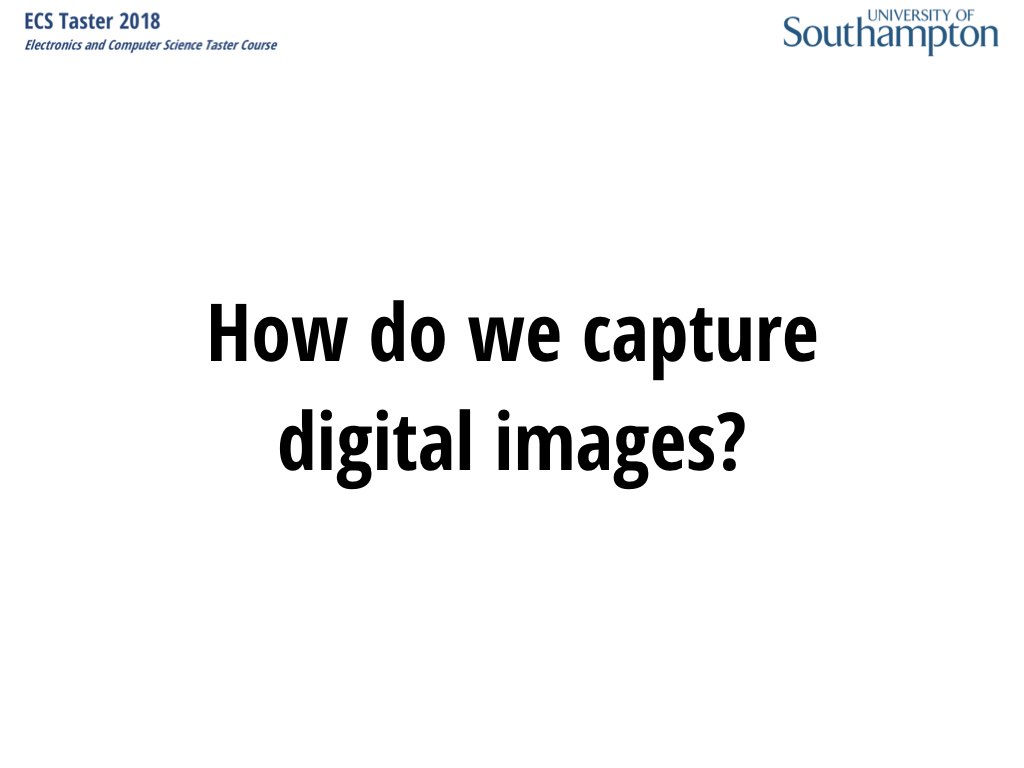 ECS Taster 2018
Electronics and Computer Science Taster Course
UNIVERSITY OF
Southampton
How do we capture
digital images?